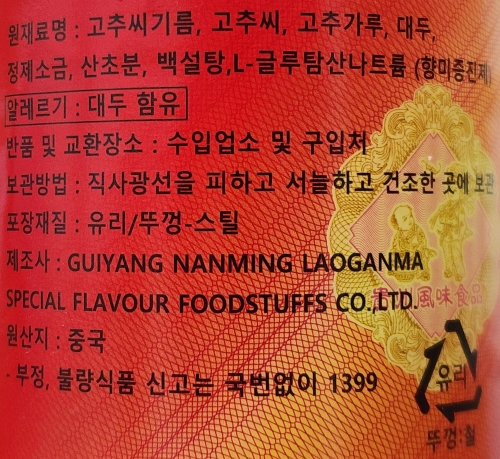 원재료명 : 고추씨기름, 고추씨, 고추가루, 대두,
정제소금, 산초분, 백설탕,L-글루탐산나트륨 (향미증진제)
알레르기 : 대두 함유
반품 및 교환장소 : 수입업소 및 구입처
보관방법 : 직사광선을 피하고 서늘하고 건조한 곳에 보관
포장재질 : 유리/뚜껑-스틸
제조사 : GUIYANG NANMING LAOGANMA
SPECIAL FLAVOUR FOODSTUFFS CO.,LTD.
원산지 : 중국
· 부정, 불량식품 신고는 국번없이 1399
風味食品
유리
뚜껑:철